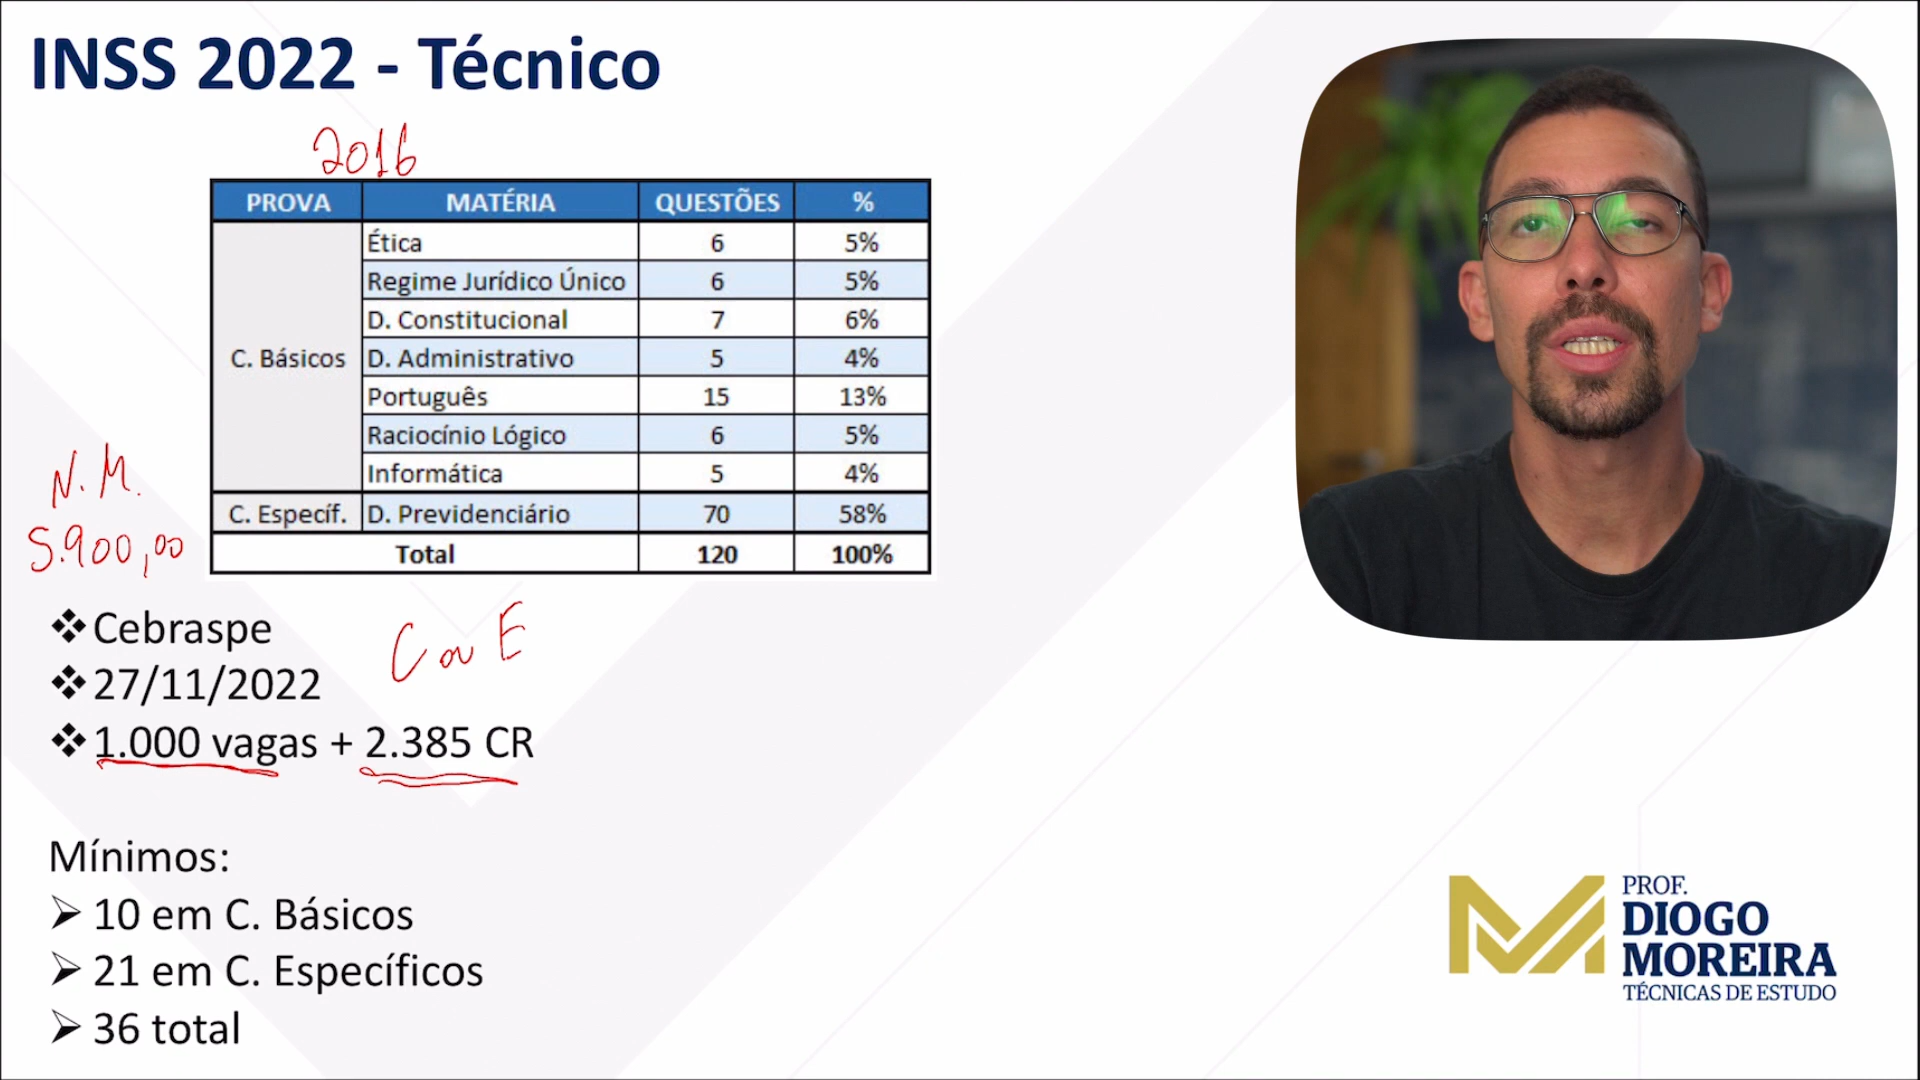 INSS 2022 - Técnico
2016
PROVA MATÉRIA QUESTÕES %
C. Básicos
Ética 6 5%
Regime Jurídico Único 6 5%
D. Constitucional 7 6%
D. Administrativo 5 4%
Português 15 13%
Raciocínio Lógico 6 5%
Informática 5 4%
C. Específ. D. Previdenciário 70 58%
Total 120 100%
N.M.
5.900,00
❖ Cebraspe
C ou E
❖ 27/11/2022
❖ 1.000 vagas + 2.385 CR
Mínimos:
➢ 10 em C. Básicos
➢ 21 em C. Específicos
➢ 36 total
PROF.
DIOGO
MOREIRA
TÉCNICAS DE ESTUDO